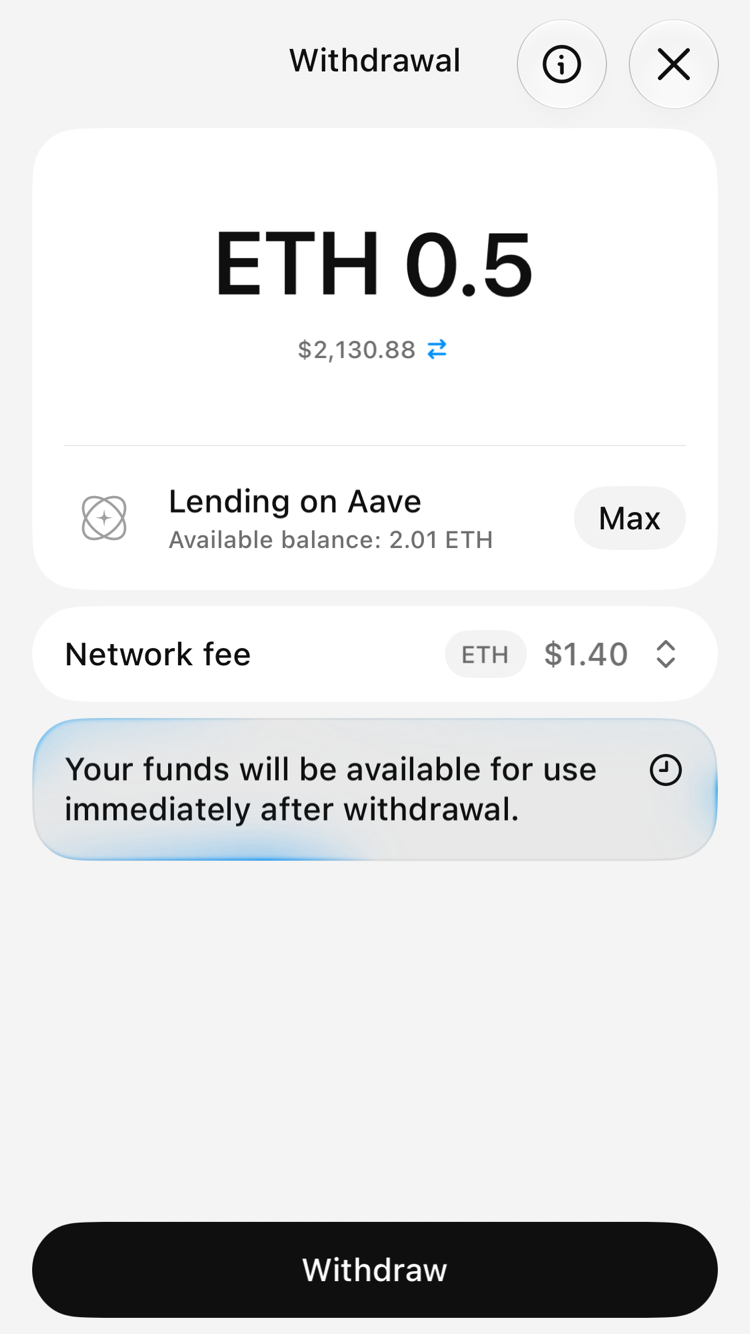 Withdrawal
ETH 0.5
$2,130.88
Lending on Aave
Available balance: 2.01 ETH
Max
Network fee
ETH
$1.40
Your funds will be available for use
immediately after withdrawal.
Withdraw